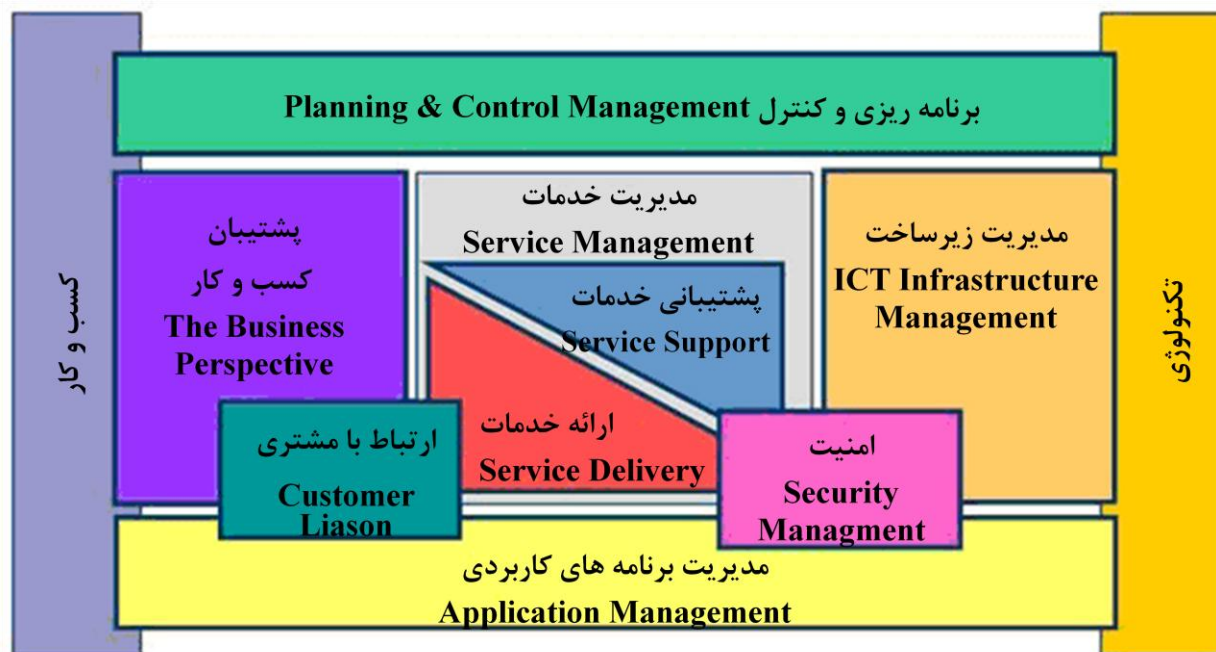 برنامه ریزی و کنترل Planning & Control Management
کسب و کار
پشتیبان
کسب و کار
The Business
Perspective
مدیریت خدمات
Service Management
پشتیبانی خدمات
Service Support
ارائه خدمات
Service Delivery
مدیریت زیرساخت
ICT Infrastructure
Management
تکنولوژی
ارتباط با مشتری
Customer
Liason
امنیت
Security
Managment
مدیریت برنامه های کاربردی
Application Management